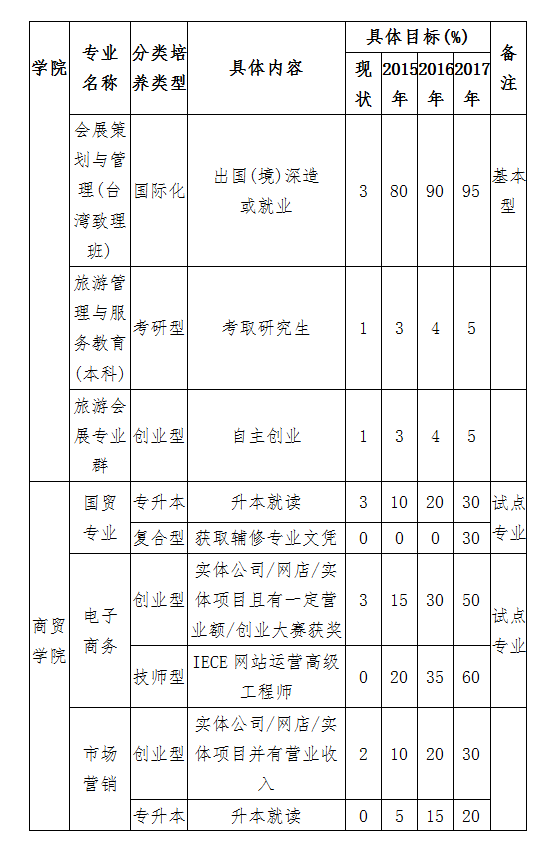 学院 专业名称 分类培养类型 具体内容 具体目标(%) 备注
现状 2015年 2016年 2017年
会展策划与管理(台湾致理班) 国际化 出国(境)深造或就业 3 80 90 95 基本型
旅游管理与服务教育(本科) 考研型 考取研究生 1 3 4 5
旅游会展专业群 创业型 自主创业 1 3 4 5
商贸学院 国贸专业 专升本 升本就读 3 10 20 30 试点专业
复合型 获取辅修专业文凭 0 0 0 30
电子商务 创业型 实体公司/网店/实体项目且有一定营业额/创业大赛获奖 3 15 30 50 试点专业
技师型 IECE 网站运营高级工程师 0 20 35 60
市场营销 创业型 实体公司/网店/实体项目并有营业收入 2 10 20 30
专升本 升本就读 0 5 15 20